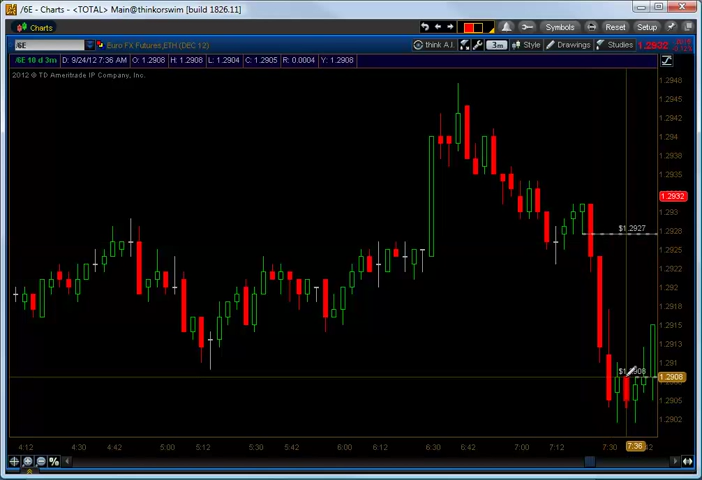 /6E - Charts - <TOTAL> Main@thinkorswim [build 1826.11]
Charts
Symbols
Reset
Setup
/6E
Euro FX Futures,ETH (DEC 12)
think A.I.
3m
Style
Drawings
Studies
1.2932
/6E 10 d 3m
D: 9/24/12 7:36 AM
O: 1.2908
H: 1.2908
L: 1.2904
C: 1.2905
R: 0.0004
Y: 1.2908
2012 © TD Ameritrade IP Company, Inc.
1.2948
1.2945
1.2942
1.294
1.2938
1.2935
1.2932
1.293
$1.2927
1.2928
1.2925
1.2922
1.292
1.2918
1.2915
1.2913
1.291
$1.2908
1.2908
1.2905
1.2902
4:12
4:30
4:42
5:00
5:12
5:30
5:42
6:00
6:12
6:30
6:42
7:00
7:12
7:30
7:36
%